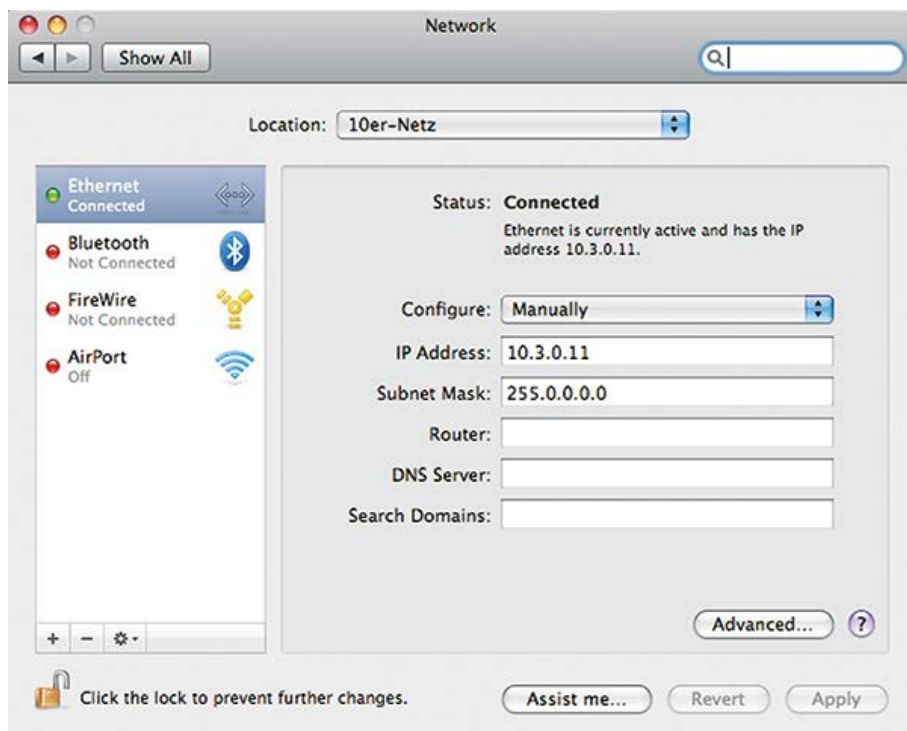 Network
Show All
Location: 10er-Netz
Ethernet
Connected
Bluetooth
Not Connected
FireWire
Not Connected
AirPort
Off
Status: Connected
Ethernet is currently active and has the IP
address 10.3.0.11.
Configure: Manually
IP Address: 10.3.0.11
Subnet Mask: 255.0.0.0
Router:
DNS Server:
Search Domains:
Advanced... ?
Click the lock to prevent further changes.
Assist me... Revert Apply